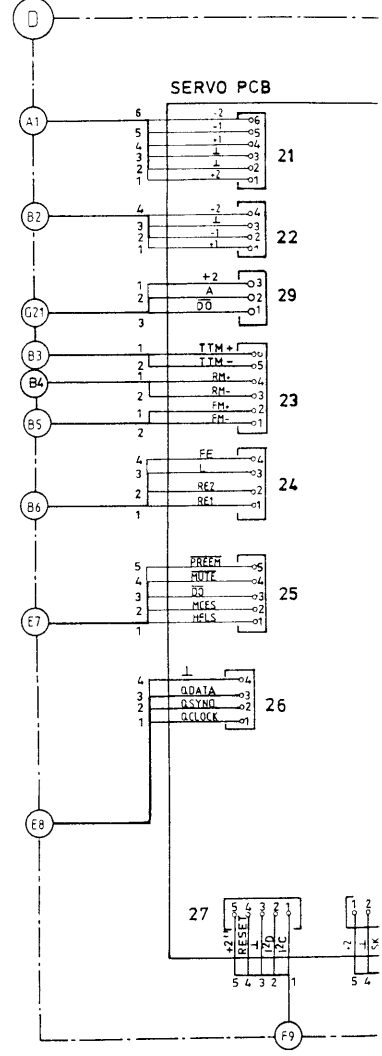 D
SERVO PCB
A1
6 -2 6
5 -1 5
4 +1 4
3 ⊥ 3
2 ⊥ 2
1 +2 1
21
B2
4 -2 4
3 ⊥ 3
2 -1 2
1 +1 1
22
1 +2 3
2 A 2
3 D̅O̅ 1
29
G21
B3
1 TTM+ 6
2 TTM- 5
B4
1 RM+ 4
2 RM- 3
B5
1 FM+ 2
2 FM- 1
23
4 FE 4
3 L 3
2 RE2 2
1 RE1 1
24
B6
5 P̅R̅E̅E̅M̅ 5
4 M̅U̅T̅E̅ 4
3 D̅O̅ 3
2 MCES 2
1 HFLS 1
25
E7
4 ⊥ 4
3 QDATA 3
2 QSYNC 2
1 QCLOCK 1
26
E8
27
5 4 3 2 1
+2
RESET
⊥
I²D
I²C
5 4 3 2 1
1 2
+2
⊥
5 4
F9